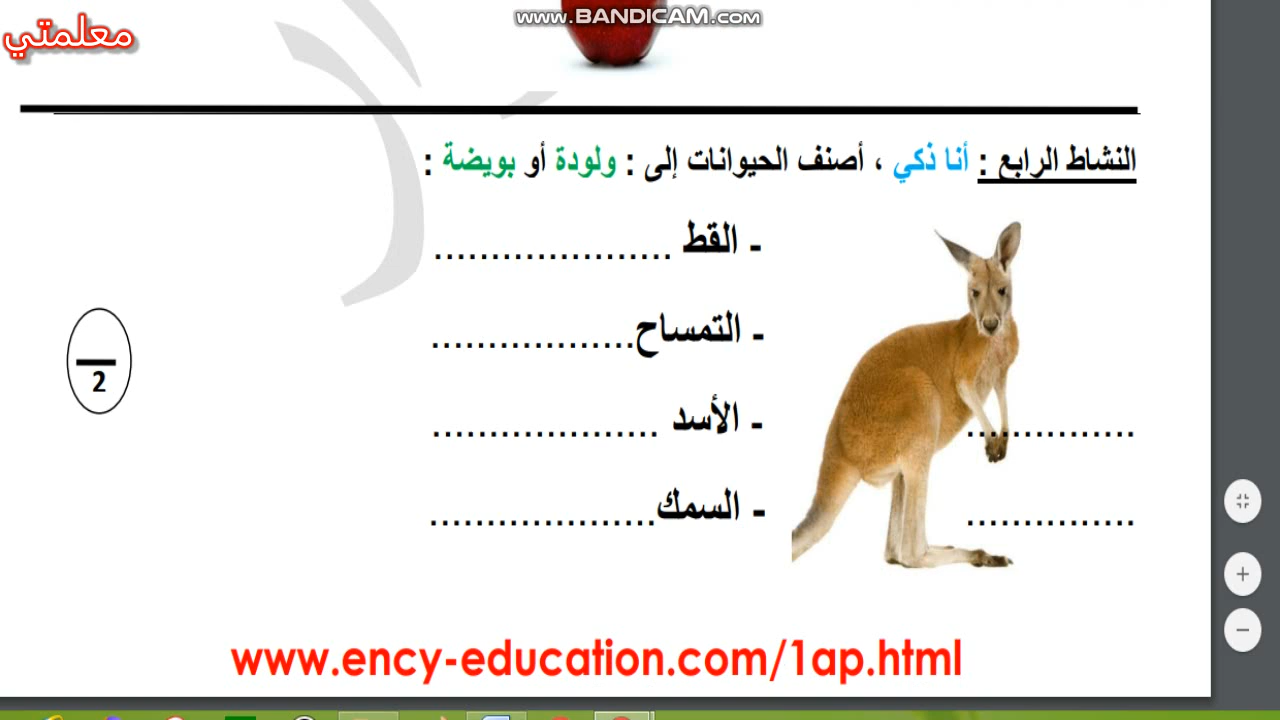 www.BANDICAM.com
معلمتي
النشاط الرابع : أنا ذكي ، أصنف الحيوانات إلى : ولودة أو بويضة :
- القط .....................
- التمساح..................
- الأسد .................... ...............
- السمك.................... ...............
2
www.ency-education.com/1ap.html